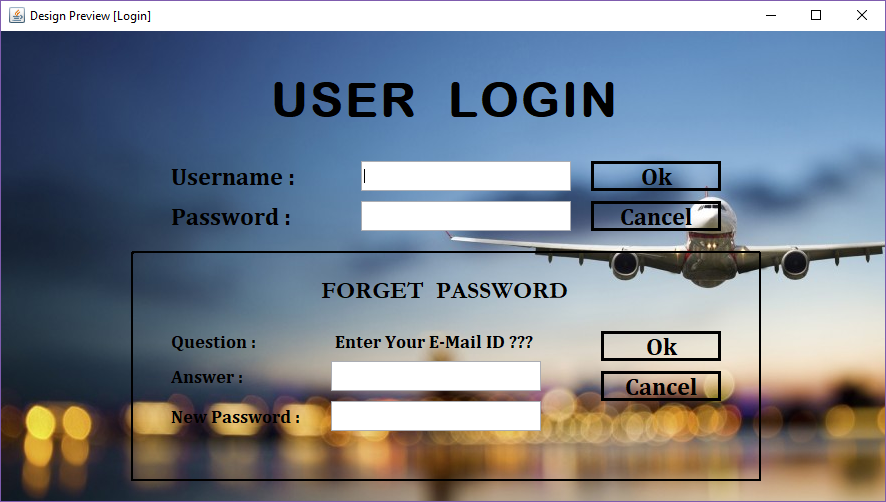 Design Preview [Login]
USER LOGIN
Username : Ok
Password : Cancel
FORGET PASSWORD
Question : Enter Your E-Mail ID ??? Ok
Answer : Cancel
New Password :